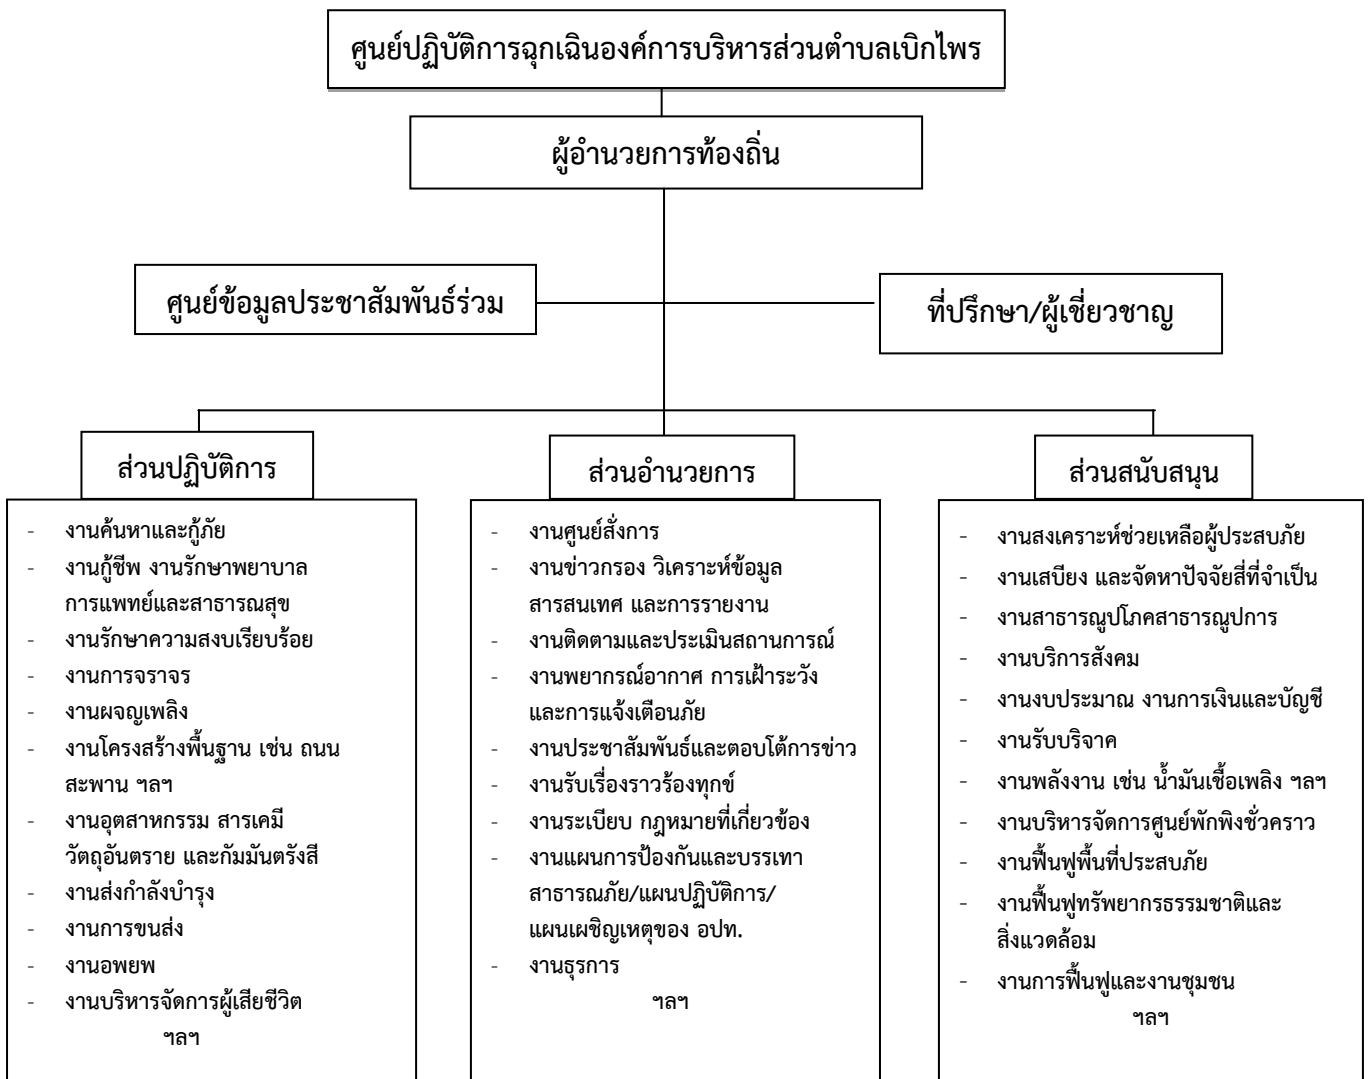 ศูนย์ปฏิบัติการฉุกเฉินองค์การบริหารส่วนตำบลเบิกไพร
ผู้อำนวยการท้องถิ่น
ศูนย์ข้อมูลประชาสัมพันธ์ร่วม
ที่ปรึกษา/ผู้เชี่ยวชาญ
ส่วนปฏิบัติการ
- งานค้นหาและกู้ภัย
- งานกู้ชีพ งานรักษาพยาบาล
การแพทย์และสาธารณสุข
- งานรักษาความสงบเรียบร้อย
- งานการจราจร
- งานผจญเพลิง
- งานโครงสร้างพื้นฐาน เช่น ถนน
สะพาน ฯลฯ
- งานอุตสาหกรรม สารเคมี
วัตถุอันตราย และกัมมันตรังสี
- งานส่งกำลังบำรุง
- งานการขนส่ง
- งานอพยพ
- งานบริหารจัดการผู้เสียชีวิต
ฯลฯ
ส่วนอำนวยการ
- งานศูนย์สั่งการ
- งานข่าวกรอง วิเคราะห์ข้อมูล
สารสนเทศ และการรายงาน
- งานติดตามและประเมินสถานการณ์
- งานพยากรณ์อากาศ การเฝ้าระวัง
และการแจ้งเตือนภัย
- งานประชาสัมพันธ์และตอบโต้การข่าว
- งานรับเรื่องราวร้องทุกข์
- งานระเบียบ กฎหมายที่เกี่ยวข้อง
- งานแผนการป้องกันและบรรเทา
สาธารณภัย/แผนปฏิบัติการ/
แผนเผชิญเหตุของ อปท.
- งานธุรการ
ฯลฯ
ส่วนสนับสนุน
- งานสงเคราะห์ช่วยเหลือผู้ประสบภัย
- งานเสบียง และจัดหาปัจจัยสี่ที่จำเป็น
- งานสาธารณูปโภคสาธารณูปการ
- งานบริการสังคม
- งานงบประมาณ งานการเงินและบัญชี
- งานรับบริจาค
- งานพลังงาน เช่น น้ำมันเชื้อเพลิง ฯลฯ
- งานบริหารจัดการศูนย์พักพิงชั่วคราว
- งานฟื้นฟูพื้นที่ประสบภัย
- งานฟื้นฟูทรัพยากรธรรมชาติและ
สิ่งแวดล้อม
- งานการฟื้นฟูและงานชุมชน
ฯลฯ